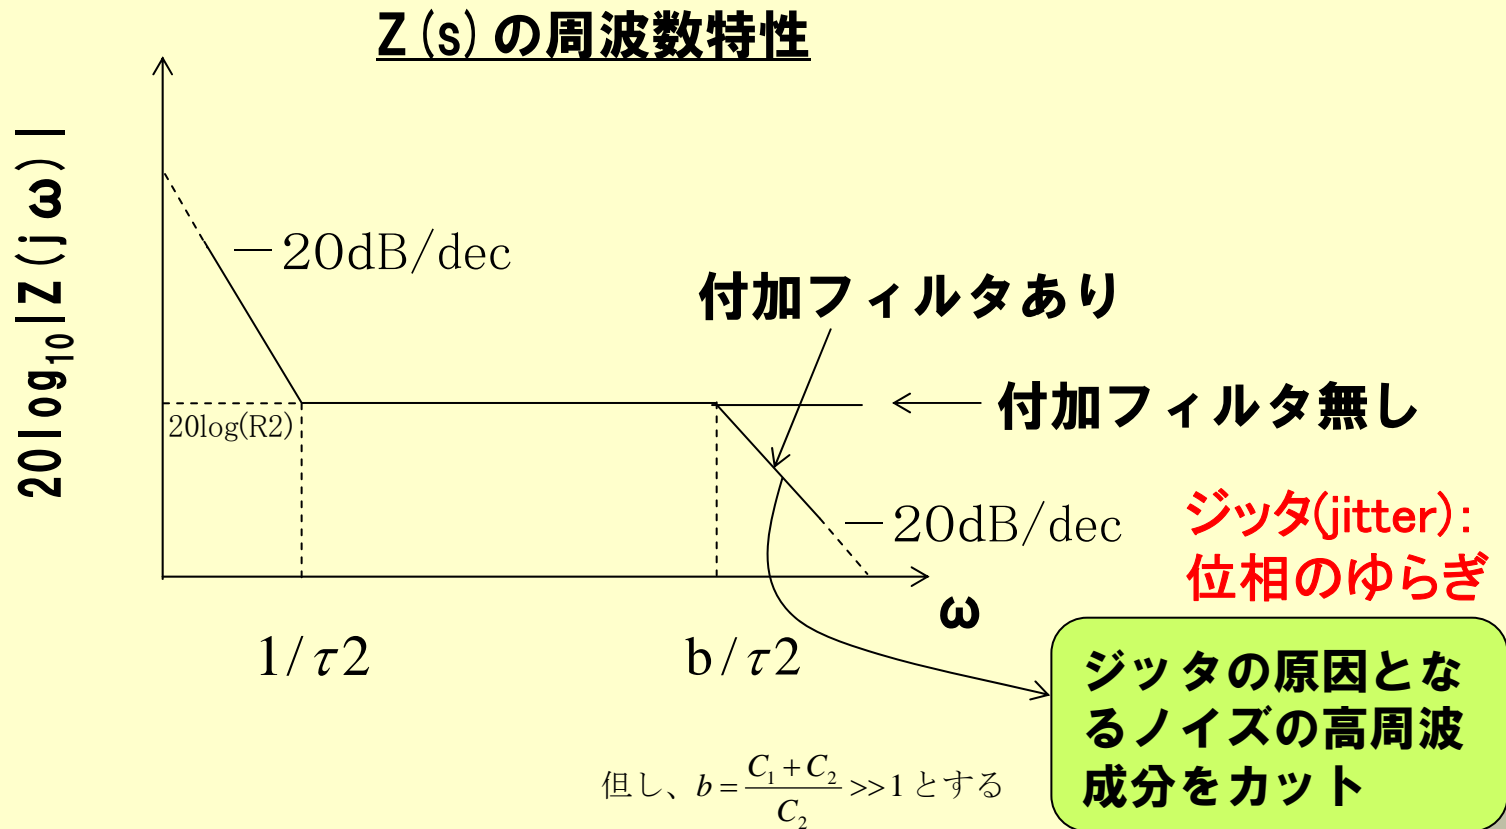 Z(s)の周波数特性
20log₁₀|Z(jω)|
－20dB/dec
付加フィルタあり
付加フィルタ無し
20log(R2)
－20dB/dec
ジッタ(jitter):
位相のゆらぎ
ω
1/τ2
b/τ2
ジッタの原因とな
るノイズの高周波
成分をカット
但し、b = (C₁ + C₂)/C₂ >> 1 とする